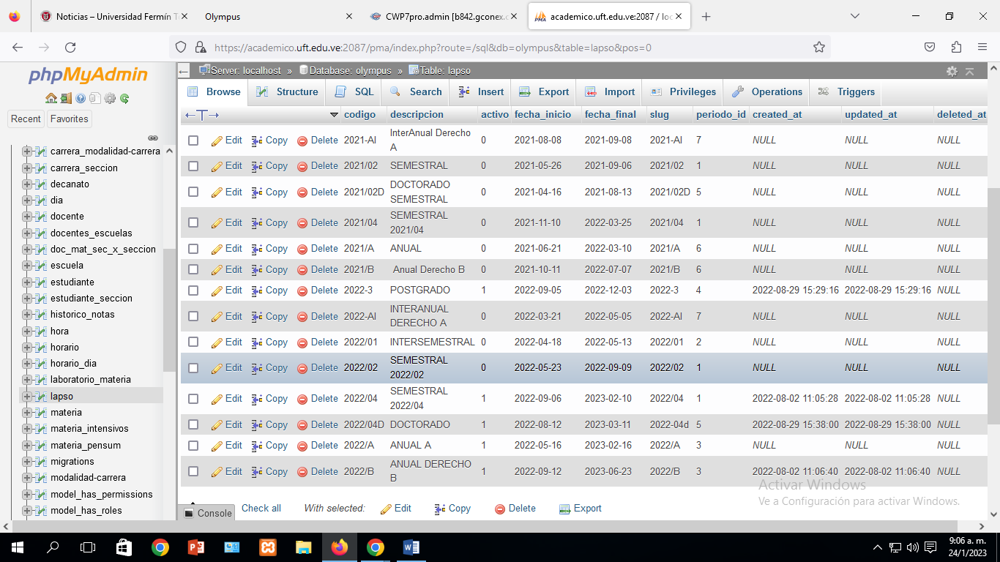 Noticias – Universidad Fermín T
Olympus
CWP7pro.admin [b842.gconex.c
academico.uft.edu.ve:2087 / loc
https://academico.uft.edu.ve:2087/pma/index.php?route=/sql&db=olympus&table=lapso&pos=0
phpMyAdmin
Recent Favorites
carrera_modalidad-carrera
carrera_seccion
decanato
dia
docente
docentes_escuelas
doc_mat_sec_x_seccion
escuela
estudiante
estudiante_seccion
historico_notas
hora
horario
horario_dia
laboratorio_materia
lapso
materia
materia_intensivos
materia_pensum
migrations
modalidad-carrera
model_has_permissions
model_has_roles
Server: localhost » Database: olympus » Table: lapso
Browse Structure SQL Search Insert Export Import Privileges Operations Triggers
codigo descripcion activo fecha_inicio fecha_final slug periodo_id created_at updated_at deleted_at
Edit Copy Delete 2021-AI InterAnual Derecho A 0 2021-08-08 2021-09-08 2021-AI 7 NULL NULL NULL
Edit Copy Delete 2021/02 SEMESTRAL 0 2021-05-26 2021-09-06 2021/02 1 NULL NULL NULL
Edit Copy Delete 2021/02D DOCTORADO SEMESTRAL 0 2021-04-16 2021-08-13 2021/02D 5 NULL NULL NULL
Edit Copy Delete 2021/04 SEMESTRAL 2021/04 0 2021-11-10 2022-03-25 2021/04 1 NULL NULL NULL
Edit Copy Delete 2021/A ANUAL 0 2021-06-21 2022-03-10 2021/A 6 NULL NULL NULL
Edit Copy Delete 2021/B Anual Derecho B 0 2021-10-11 2022-07-07 2021/B 6 NULL NULL NULL
Edit Copy Delete 2022-3 POSTGRADO 1 2022-09-05 2022-12-03 2022-3 4 2022-08-29 15:29:16 2022-08-29 15:29:16 NULL
Edit Copy Delete 2022-AI INTERANUAL DERECHO A 0 2022-03-21 2022-05-05 2022-AI 7 NULL NULL NULL
Edit Copy Delete 2022/01 INTERSEMESTRAL 0 2022-04-18 2022-05-13 2022/01 2 NULL NULL NULL
Edit Copy Delete 2022/02 SEMESTRAL 2022/02 0 2022-05-23 2022-09-09 2022/02 1 NULL NULL NULL
Edit Copy Delete 2022/04 SEMESTRAL 2022/04 1 2022-09-06 2023-02-10 2022/04 1 2022-08-02 11:05:28 2022-08-02 11:05:28 NULL
Edit Copy Delete 2022/04D DOCTORADO 1 2022-08-12 2023-03-11 2022-04d 5 2022-08-29 15:38:00 2022-08-29 15:38:00 NULL
Edit Copy Delete 2022/A ANUAL A 1 2022-05-16 2023-02-16 2022/A 3 NULL NULL NULL
Edit Copy Delete 2022/B ANUAL DERECHO B 1 2022-09-12 2023-06-23 2022/B 3 2022-08-02 11:06:40 2022-08-02 11:06:40 NULL
Check all With selected: Edit Copy Delete Export
Console
Activar Windows
Ve a Configuración para activar Windows.
9:06 a. m.
24/1/2023